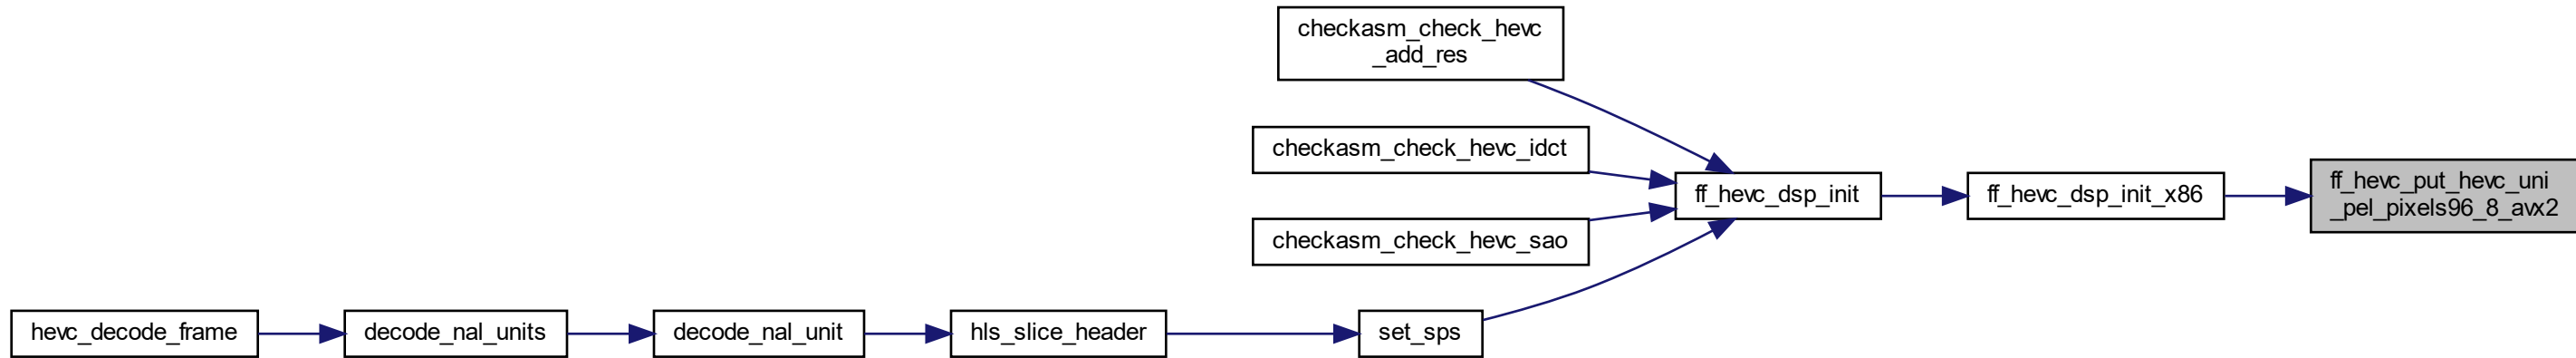 checkasm_check_hevc
_add_res
checkasm_check_hevc_idct
ff_hevc_dsp_init
ff_hevc_dsp_init_x86
ff_hevc_put_hevc_uni
_pel_pixels96_8_avx2
checkasm_check_hevc_sao
hevc_decode_frame
decode_nal_units
decode_nal_unit
hls_slice_header
set_sps